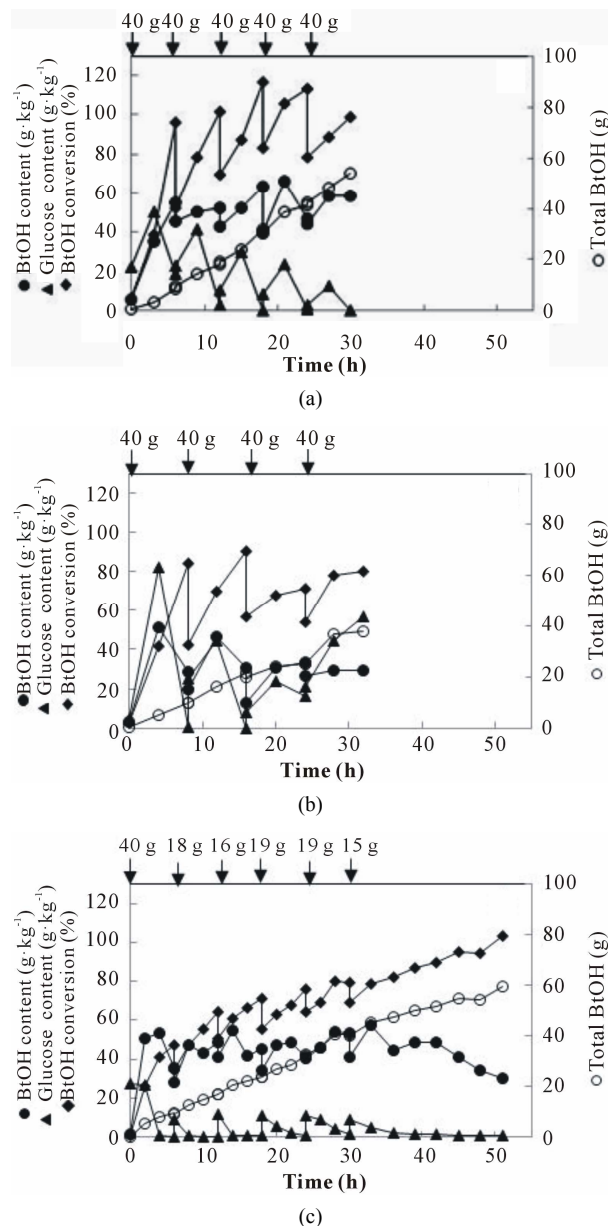 40 g 40 g 40 g 40 g 40 g
● BtOH content (g·kg⁻¹)
▲ Glucose content (g·kg⁻¹)
◆ BtOH conversion (%)
120
100
80
60
40
20
0
100
80
60
40
20
0
○ Total BtOH (g)
0 10 20 30 40 50
Time (h)
(a)
40 g 40 g 40 g 40 g
● BtOH content (g·kg⁻¹)
▲ Glucose content (g·kg⁻¹)
◆ BtOH conversion (%)
120
100
80
60
40
20
0
100
80
60
40
20
0
○ Total BtOH (g)
0 10 20 30 40 50
Time (h)
(b)
40 g 18 g 16 g 19 g 19 g 15 g
● BtOH content (g·kg⁻¹)
▲ Glucose content (g·kg⁻¹)
◆ BtOH conversion (%)
120
100
80
60
40
20
0
100
80
60
40
20
0
○ Total BtOH (g)
0 10 20 30 40 50
Time (h)
(c)